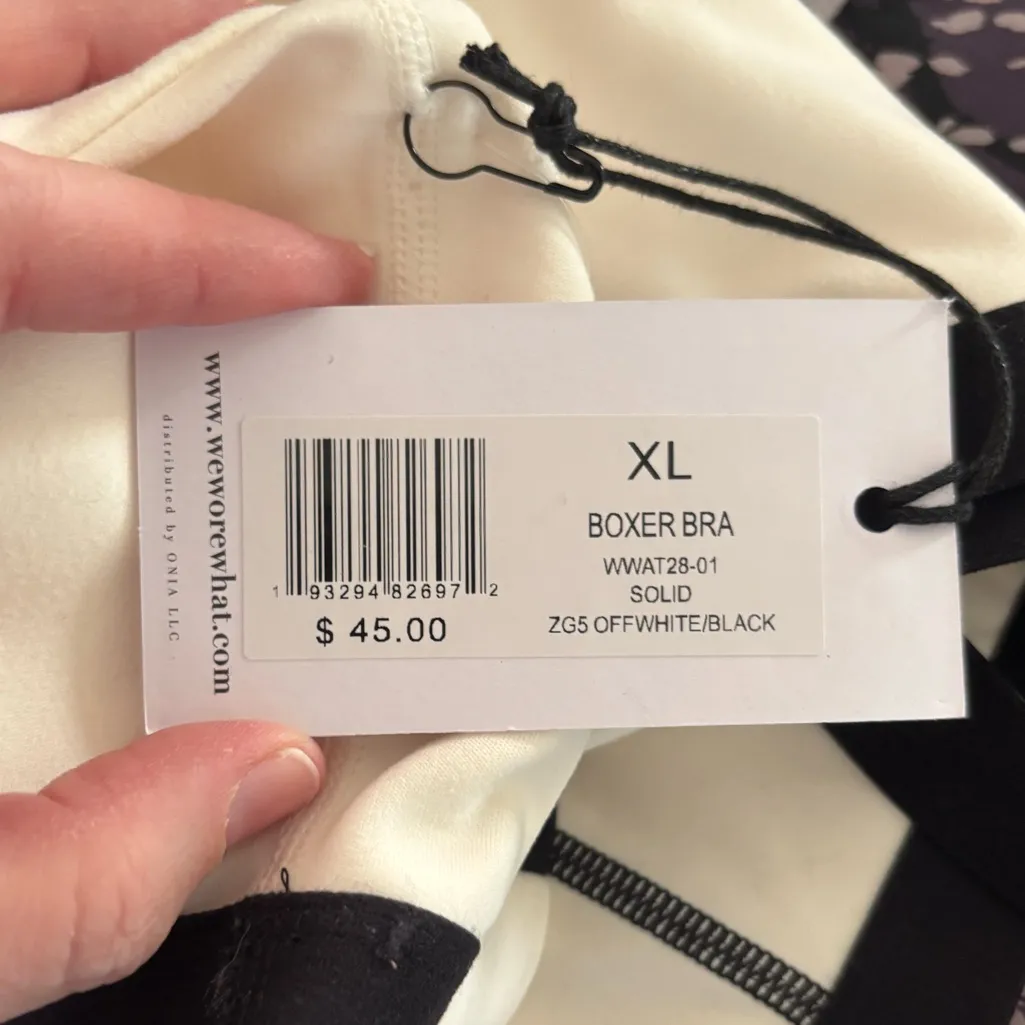 www.weworewhat.com
distributed by ONIA LLC .
1 93294 82697 2
$ 45.00
XL
BOXER BRA
WWAT28-01
SOLID
ZG5 OFFWHITE/BLACK